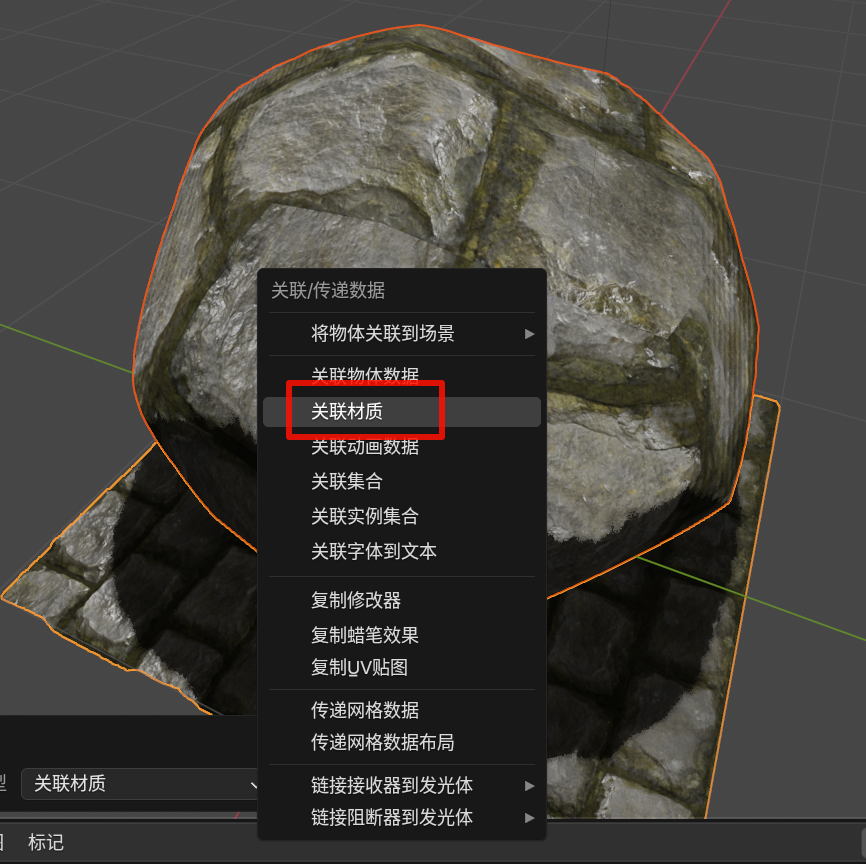 关联/传递数据
将物体关联到场景
关联物体数据
关联材质
关联动画数据
关联集合
关联实例集合
关联字体到文本
复制修改器
复制蜡笔效果
复制UV贴图
传递网格数据
传递网格数据布局
链接接收器到发光体
链接阻断器到发光体
型 关联材质
标记